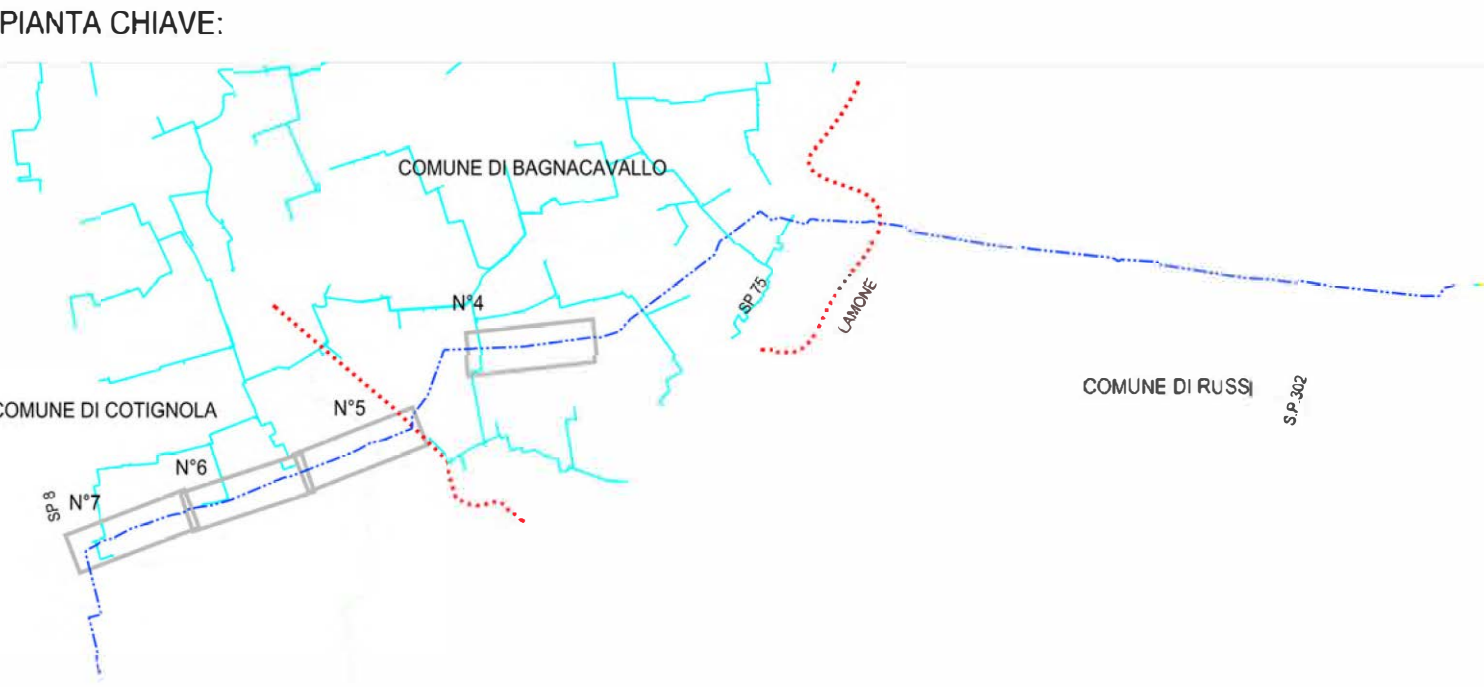 PIANTA CHIAVE:
COMUNE DI BAGNACAVALLO
N°4
SP 75
LAMONE
COMUNE DI RUSSI
S.P.302
COMUNE DI COTIGNOLA
N°5
N°6
SP 8
N°7